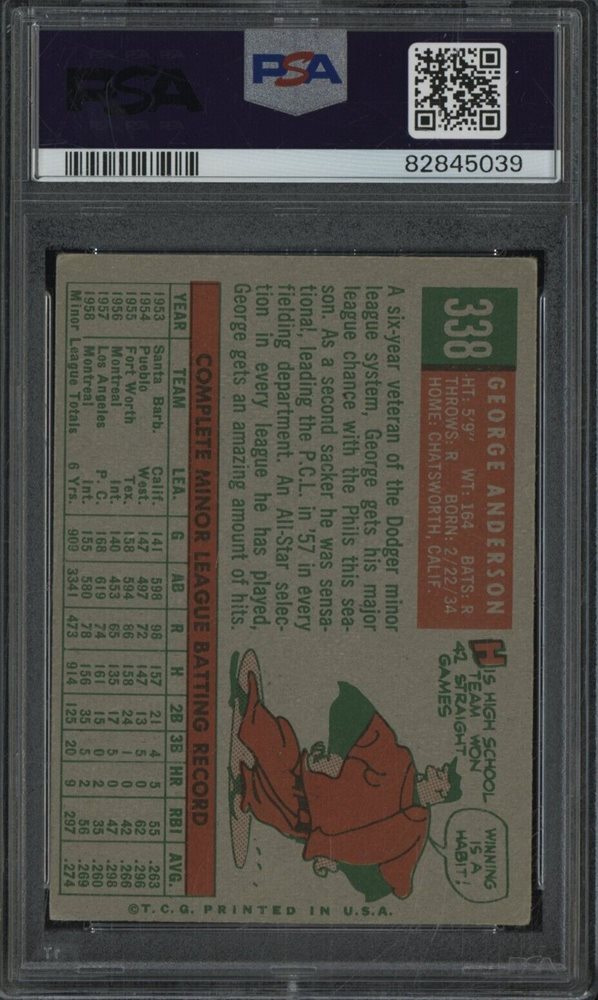 PSA
PSA
82845039
338
GEORGE ANDERSON
HT: 5'9" WT: 164 BATS: R
THROWS: R BORN: 2/22/34
HOME: CHATSWORTH, CALIF.
A six-year veteran of the Dodger minor
league system, George gets his major
league chance with the Phils this sea-
son. As a second sacker he was sensa-
tional, leading the P.C.L. in '57 in every
fielding department. An All-Star selec-
tion in every league he has played,
George gets an amazing amount of hits.
HIS HIGH SCHOOL
TEAM WON
42 STRAIGHT
GAMES
WINNING
IS A
HABIT!
COMPLETE MINOR LEAGUE BATTING RECORD
YEAR TEAM LEA. G AB R H 2B 3B HR RBI AVG.
1953 Santa Barb. Calif. 141 598 98 157 21 4 5 55 .263
1954 Pueblo West. 147 497 72 147 13 5 0 62 .296
1955 Fort Worth Tex. 158 594 86 158 24 1 0 42 .266
1956 Montreal Int. 140 453 65 135 17 5 0 47 .298
1957 Los Angeles P. C. 168 619 74 161 15 0 2 35 .260
1958 Montreal Int. 155 580 78 156 35 5 2 56 .269
Minor League Totals 6 Yrs. 909 3341 473 914 125 20 9 297 .274
©T.C.G. PRINTED IN U.S.A.
PSA